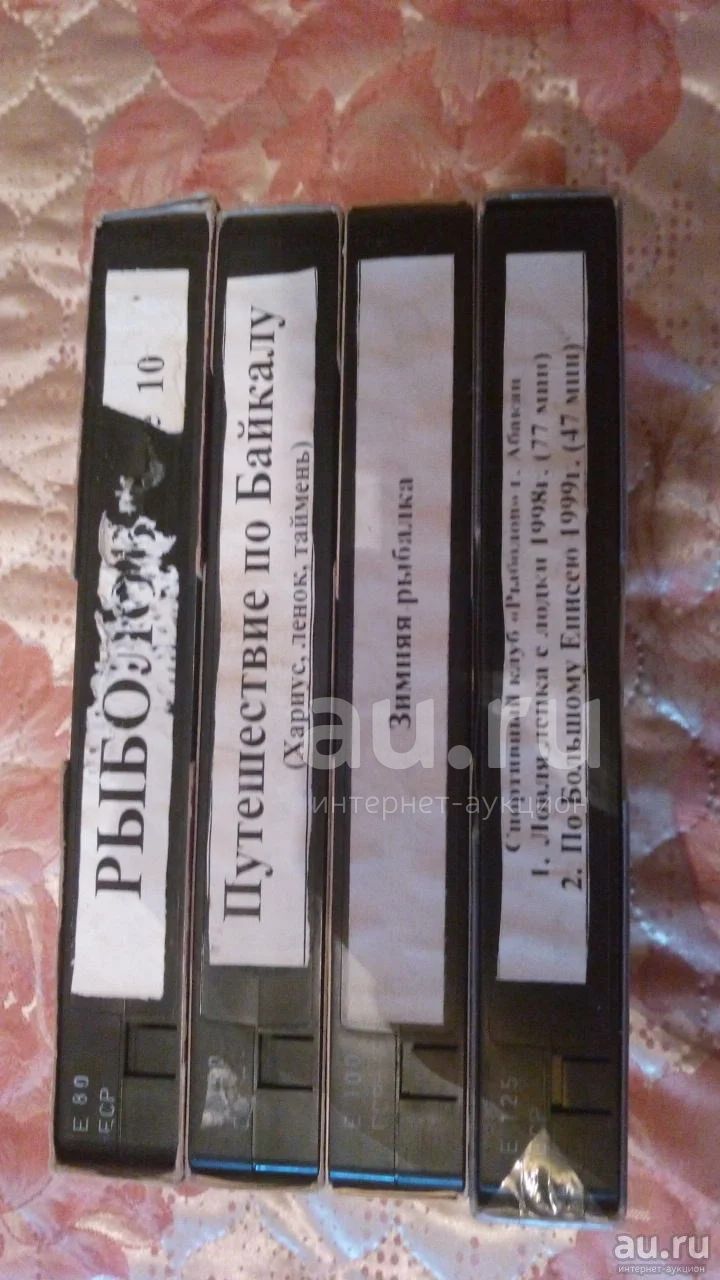 РЫБОЛОВ
10
E 80
ECP
Путешествие по Байкалу
(Хариус, ленок, таймень)
Зимняя рыбалка
E 100
Спортивный клуб «Рыболов» г. Абакан
1. Ловля ленка с лодки 1998г. (77 мин)
2. По Большому Енисею 1999г. (47 мин)
E 125
ECP
au.ru
интернет-аукцион
au.ru
интернет-аукцион